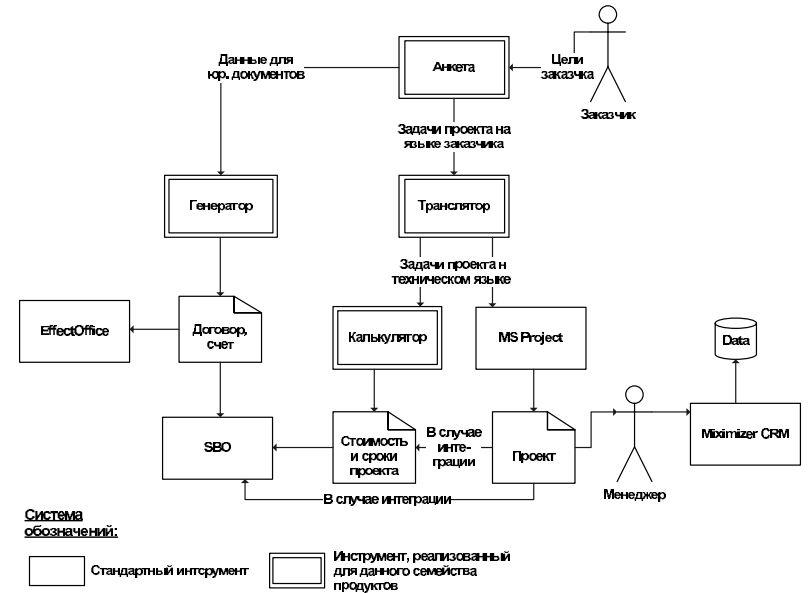 Данные для
юр. документов
Анкета
Цели
заказчка
Заказчик
Задачи проекта на
языке заказчика
Генератор
Транслятор
Задачи проекта н
техническом языке
EffectOffice
Договор,
счет
Калькулятор
MS Project
Data
SBO
Стоимость
и сроки
проекта
В случае
инте-
грации
Проект
Менеджер
Miximizer CRM
В случае интеграции
Система
обозначений:
Стандартный интсрумент
Инструмент, реализованный
для данного семейства
продуктов